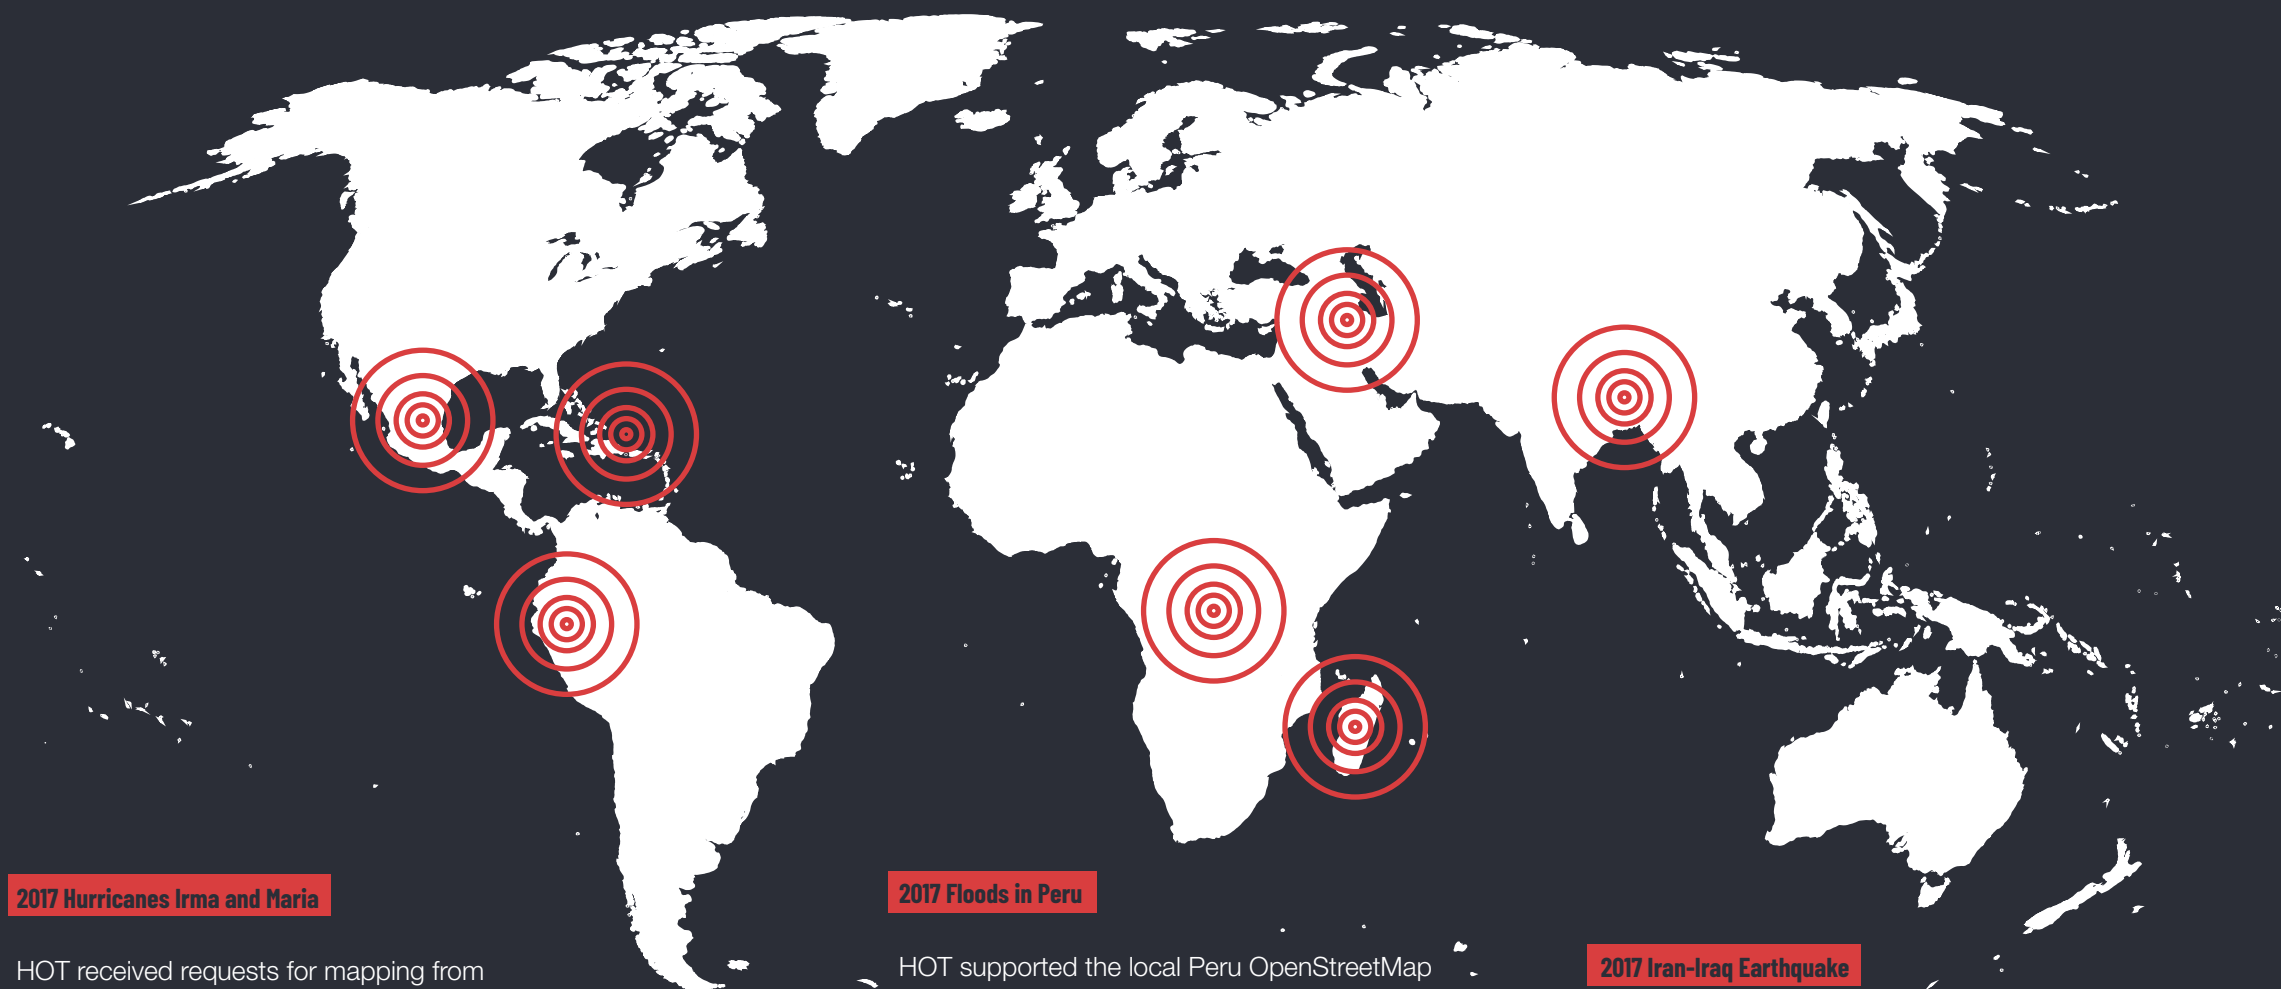 2017 Hurricanes Irma and Maria
HOT received requests for mapping from
2017 Floods in Peru
HOT supported the local Peru OpenStreetMap
2017 Iran-Iraq Earthquake